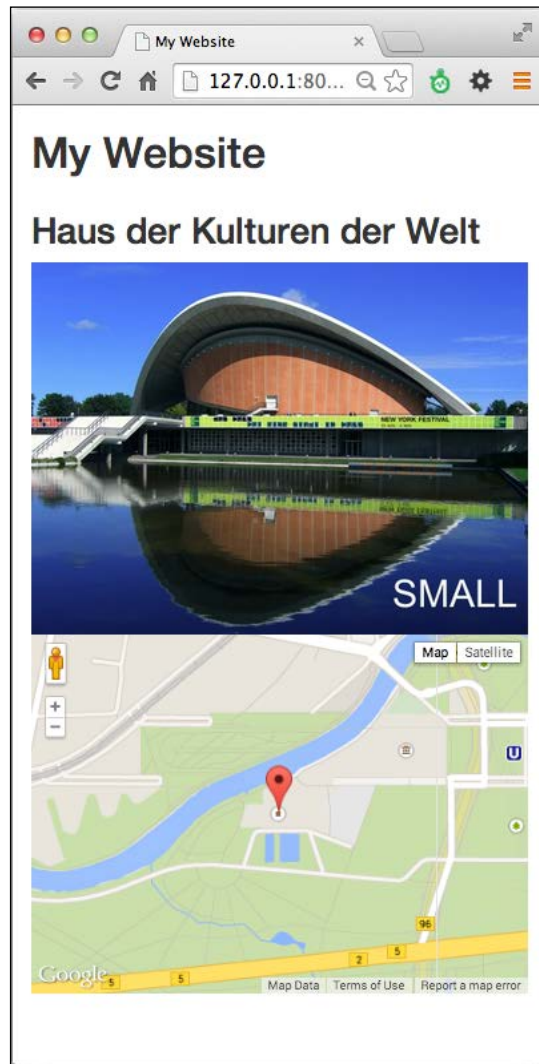 My Website
127.0.0.1:80...
My Website
Haus der Kulturen der Welt
NEW YORK FESTIVAL
SMALL
Map
Satellite
+
−
U
96
5
2
5
5
Google
Map Data
Terms of Use
Report a map error